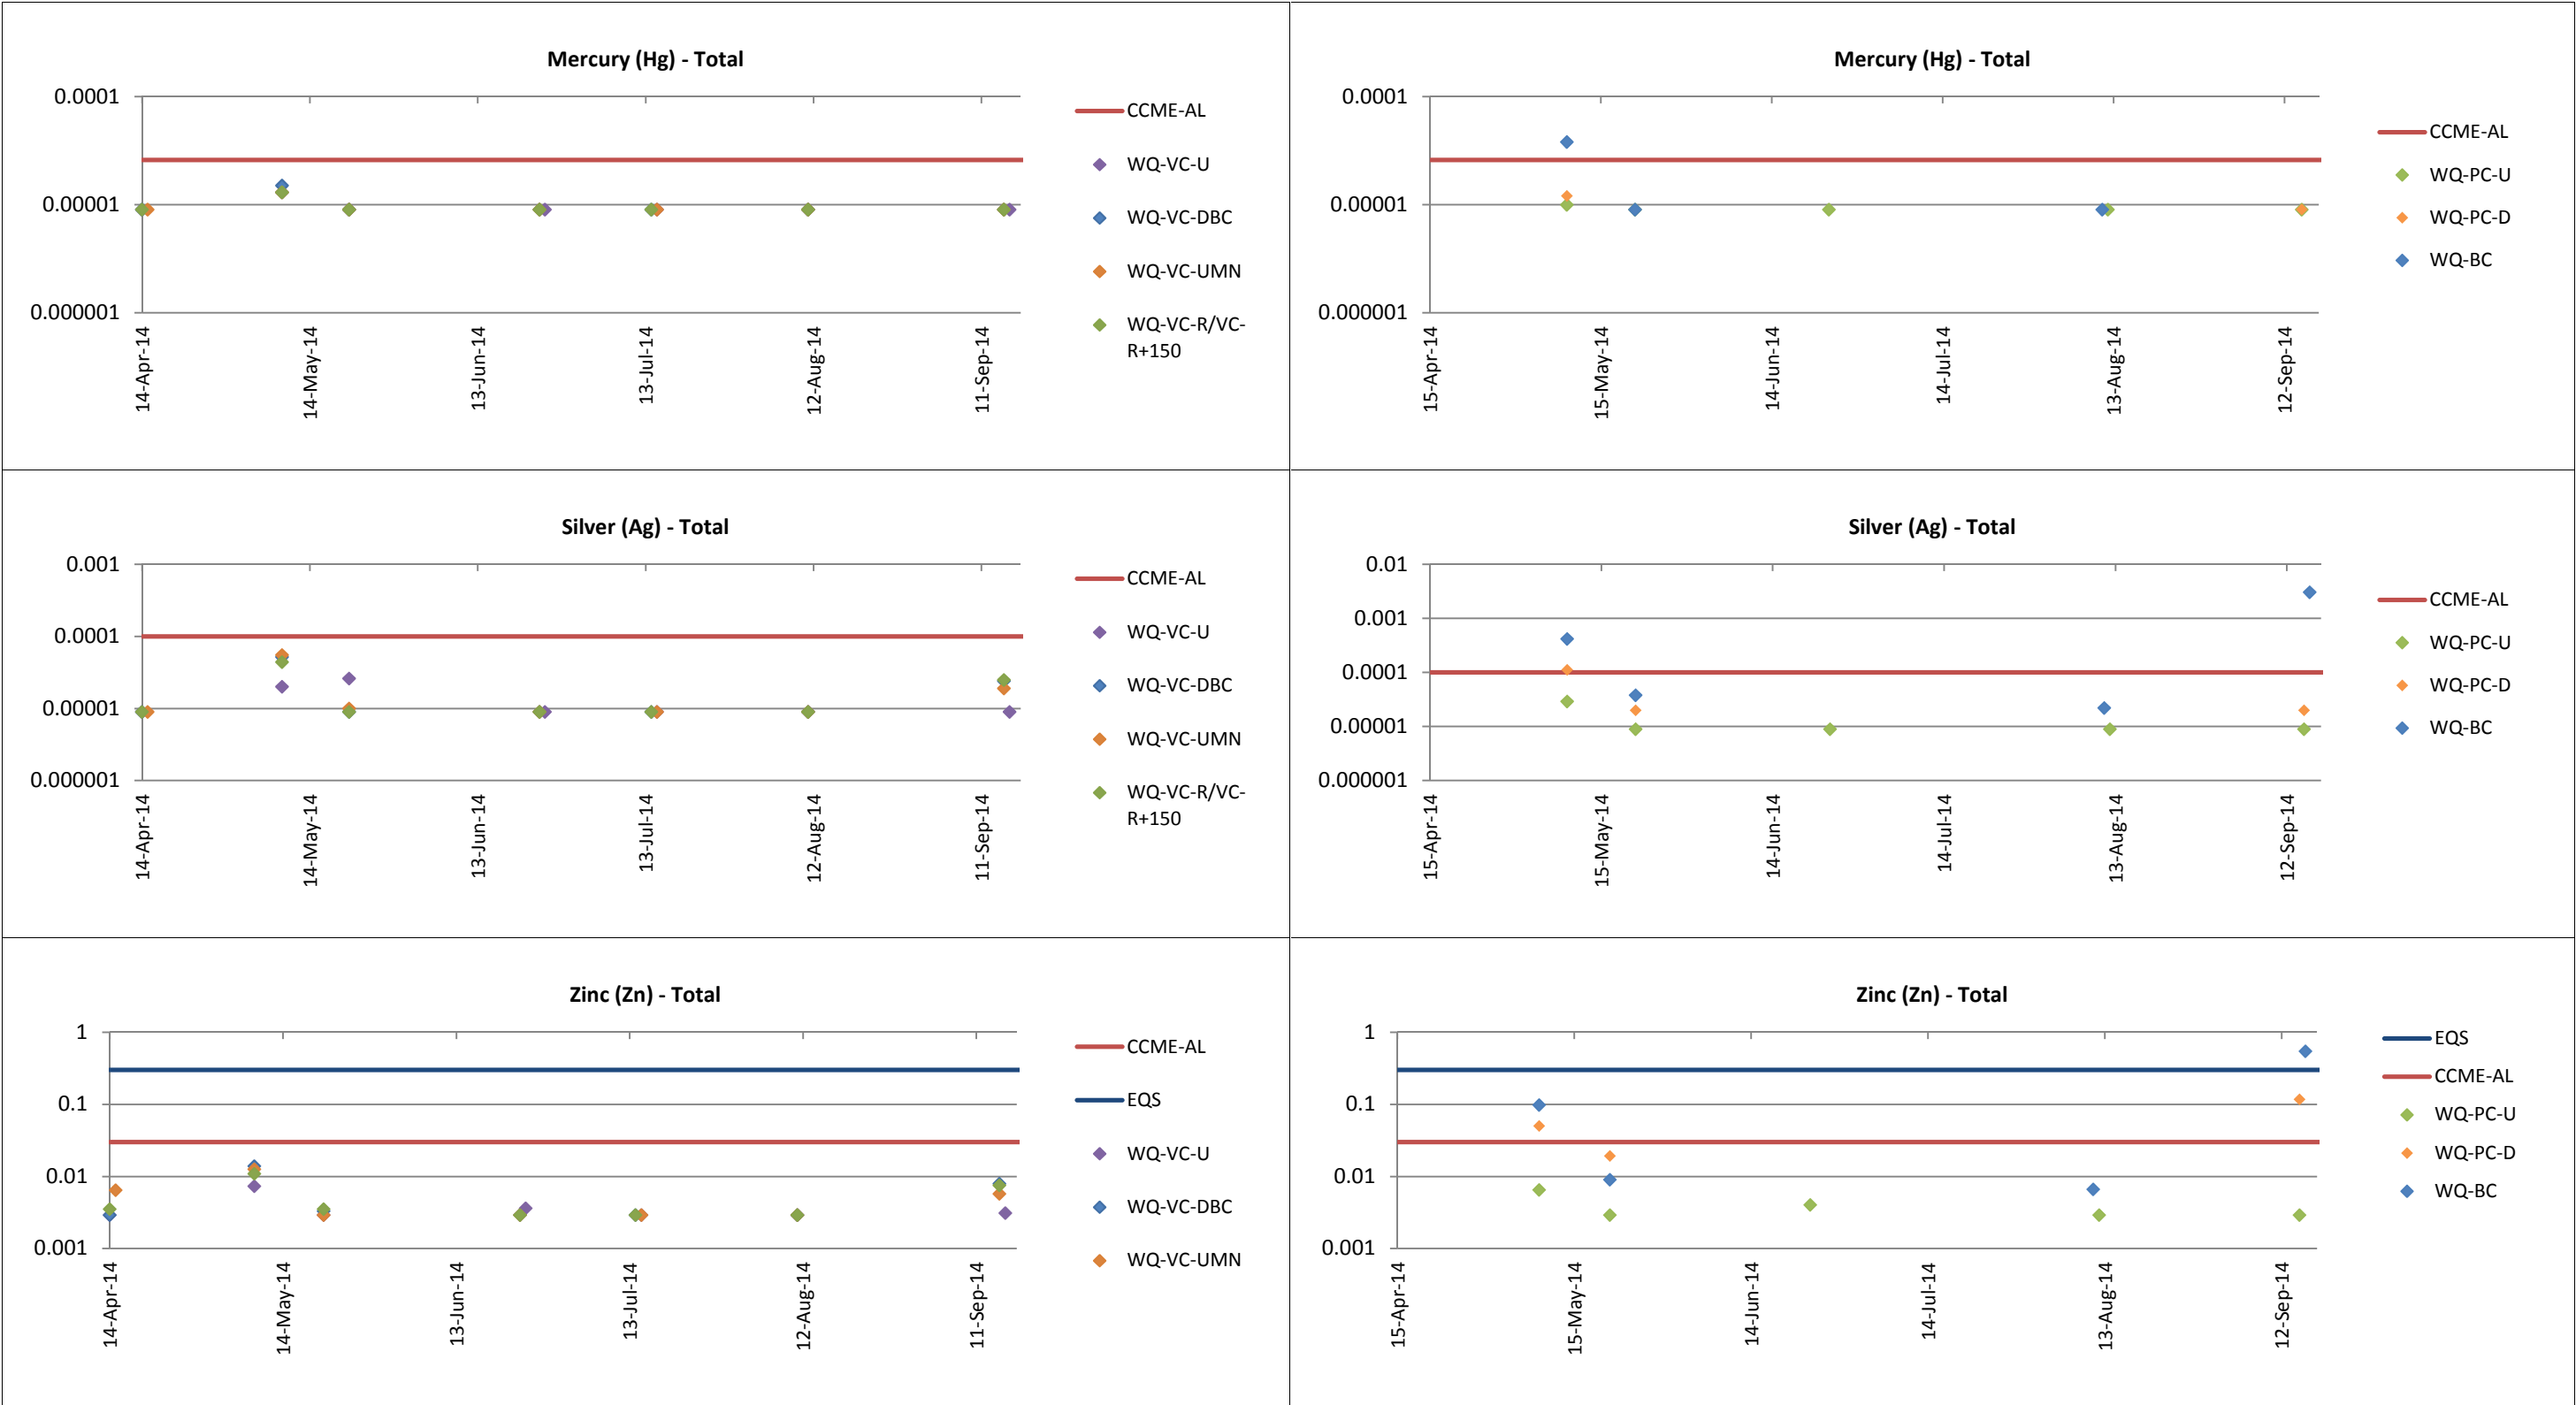 Mercury (Hg) - Total
0.0001
0.00001
0.000001
14-Apr-14
14-May-14
13-Jun-14
13-Jul-14
12-Aug-14
11-Sep-14
CCME-AL
WQ-VC-U
WQ-VC-DBC
WQ-VC-UMN
WQ-VC-R/VC-
R+150
Mercury (Hg) - Total
0.0001
0.00001
0.000001
15-Apr-14
15-May-14
14-Jun-14
14-Jul-14
13-Aug-14
12-Sep-14
CCME-AL
WQ-PC-U
WQ-PC-D
WQ-BC
Silver (Ag) - Total
0.001
0.0001
0.00001
0.000001
14-Apr-14
14-May-14
13-Jun-14
13-Jul-14
12-Aug-14
11-Sep-14
CCME-AL
WQ-VC-U
WQ-VC-DBC
WQ-VC-UMN
WQ-VC-R/VC-
R+150
Silver (Ag) - Total
0.01
0.001
0.0001
0.00001
0.000001
15-Apr-14
15-May-14
14-Jun-14
14-Jul-14
13-Aug-14
12-Sep-14
CCME-AL
WQ-PC-U
WQ-PC-D
WQ-BC
Zinc (Zn) - Total
1
0.1
0.01
0.001
14-Apr-14
14-May-14
13-Jun-14
13-Jul-14
12-Aug-14
11-Sep-14
CCME-AL
EQS
WQ-VC-U
WQ-VC-DBC
WQ-VC-UMN
Zinc (Zn) - Total
1
0.1
0.01
0.001
15-Apr-14
15-May-14
14-Jun-14
14-Jul-14
13-Aug-14
12-Sep-14
EQS
CCME-AL
WQ-PC-U
WQ-PC-D
WQ-BC